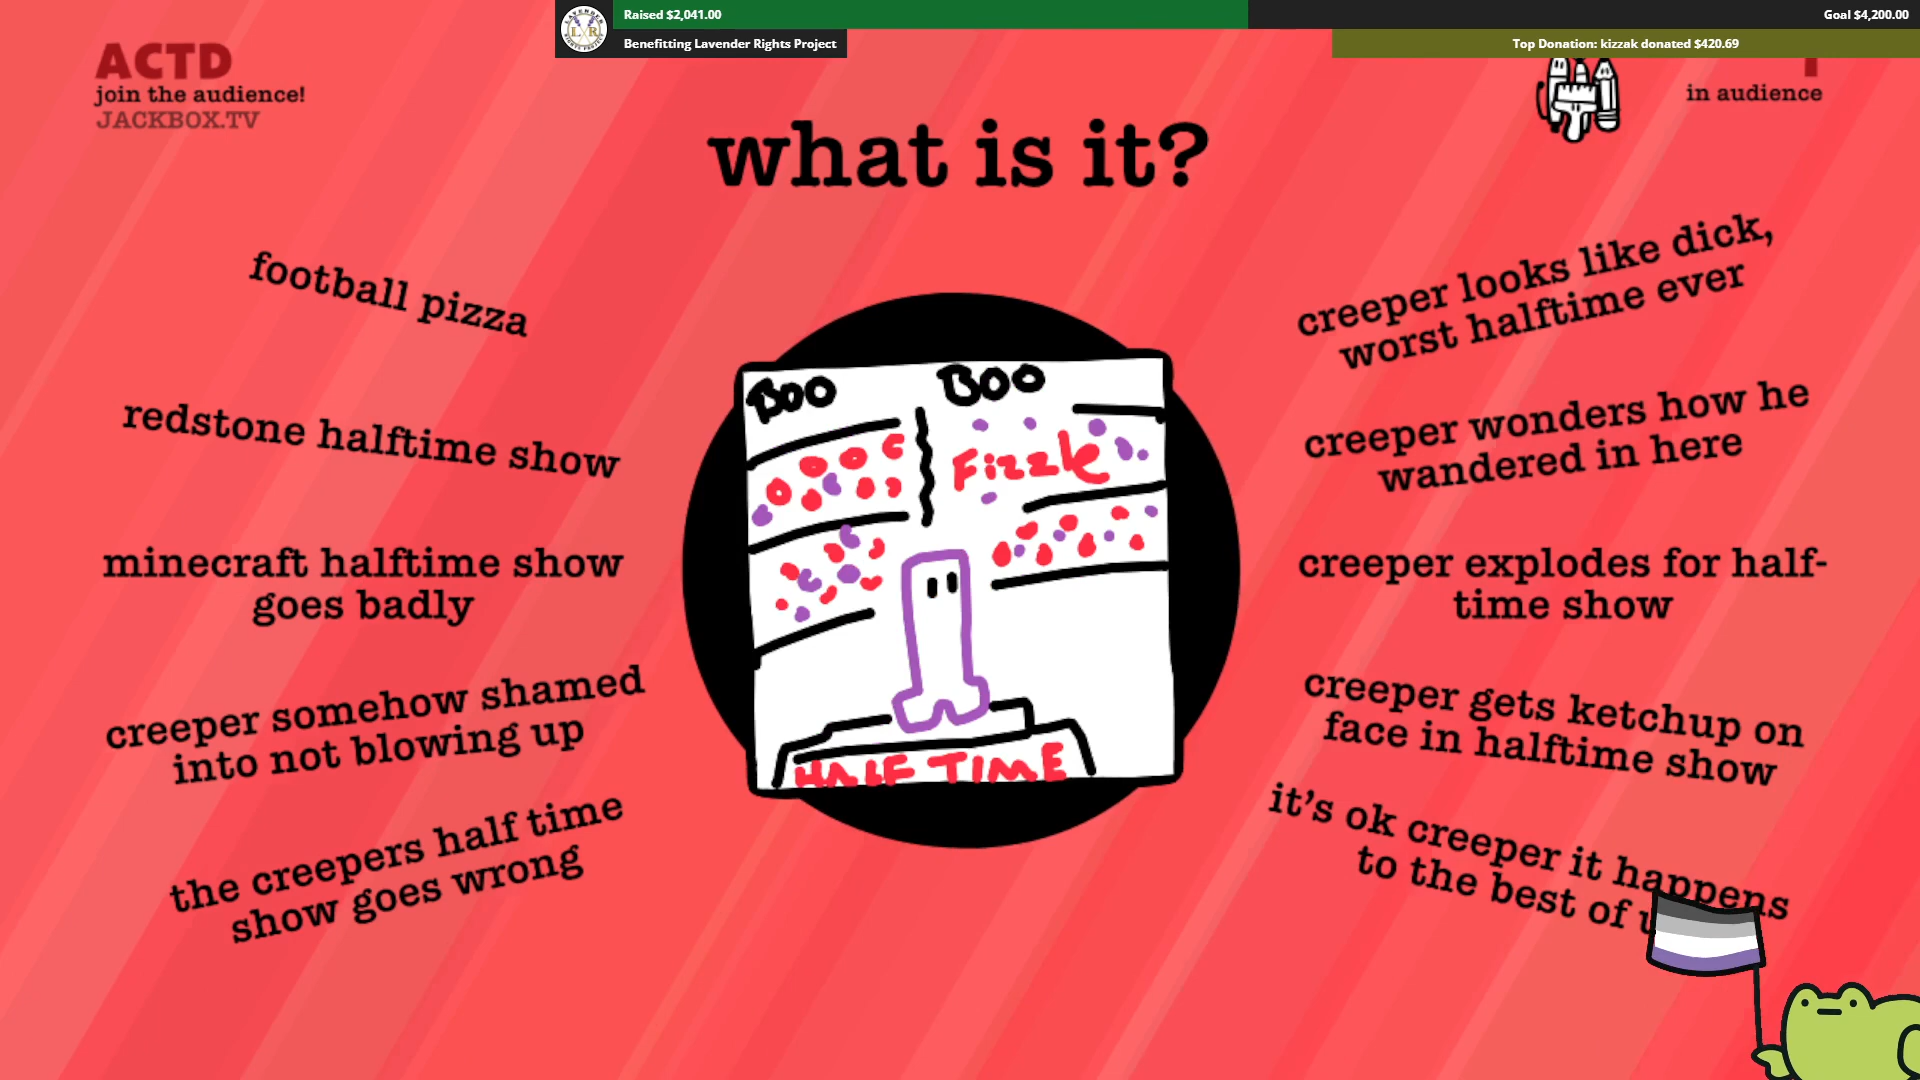 Raised $2,041.00
Goal $4,200.00
Benefitting Lavender Rights Project
Top Donation: kizzak donated $420.69
ACTD
join the audience!
JACKBOX.TV
in audience
what is it?
football pizza
redstone halftime show
minecraft halftime show
goes badly
creeper somehow shamed
into not blowing up
the creepers half time
show goes wrong
BOO BOO
Fizzle
HALF TIME
creeper looks like dick,
worst halftime ever
creeper wonders how he
wandered in here
creeper explodes for half-
time show
creeper gets ketchup on
face in halftime show
it's ok creeper it happens
to the best of